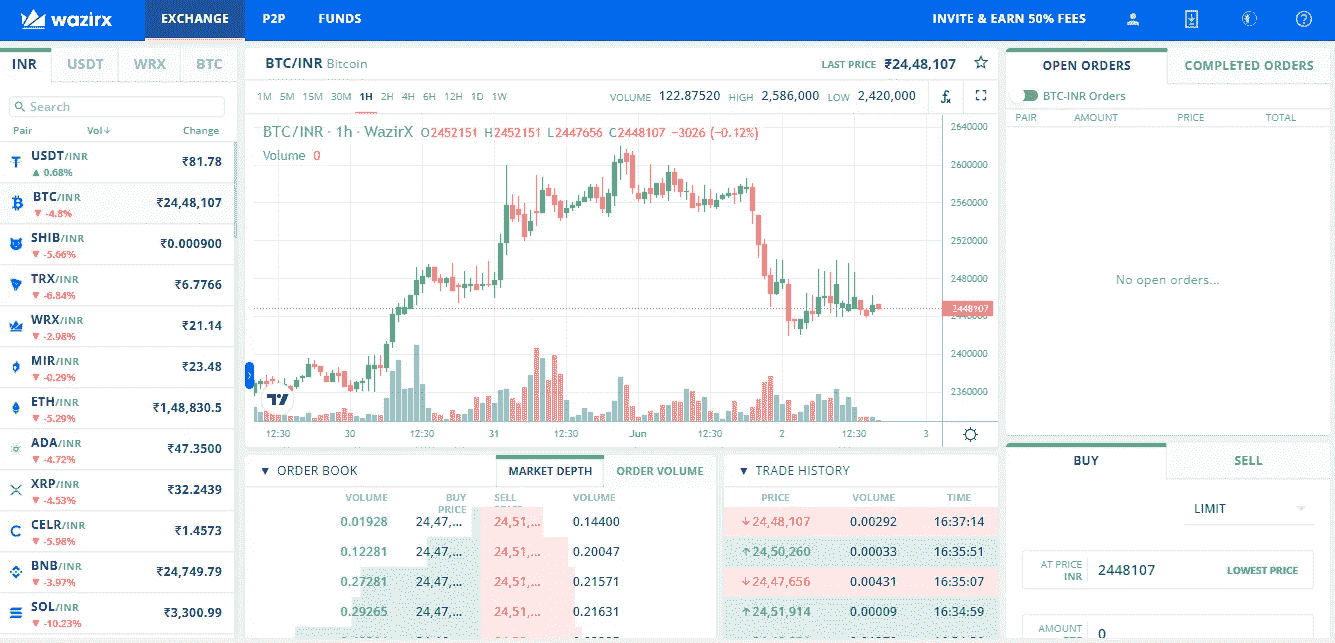 wazirx EXCHANGE P2P FUNDS INVITE & EARN 50% FEES
INR USDT WRX BTC
Search
Pair Vol↓ Change
USDT/INR ₹81.78
▲ 0.68%
BTC/INR ₹24,48,107
▼ -4.8%
SHIB/INR ₹0.000900
▼ -5.66%
TRX/INR ₹6.7766
▼ -6.84%
WRX/INR ₹21.14
▼ -2.98%
MIR/INR ₹23.48
▼ -0.29%
ETH/INR ₹1,48,830.5
▼ -5.29%
ADA/INR ₹47.3500
▼ -4.72%
XRP/INR ₹32.2439
▼ -4.53%
CELR/INR ₹1.4573
▼ -5.98%
BNB/INR ₹24,749.79
▼ -3.97%
SOL/INR ₹3,300.99
▼ -10.23%
BTC/INR Bitcoin LAST PRICE ₹24,48,107
1M 5M 15M 30M 1H 2H 4H 6H 12H 1D 1W VOLUME 122.87520 HIGH 2,586,000 LOW 2,420,000
BTC/INR · 1h · WazirX O2452151 H2452151 L2447656 C2448107 −3026 (−0.12%)
Volume 0
2640000
2600000
2560000
2520000
2480000
2448107
2400000
2360000
12:30 30 12:30 31 12:30 Jun 12:30 2 12:30 3
▼ ORDER BOOK MARKET DEPTH ORDER VOLUME
VOLUME BUY PRICE SELL VOLUME
0.01928 24,47,... 24,51,... 0.14400
0.12281 24,47,... 24,51,... 0.20047
0.27281 24,47,... 24,51,... 0.21571
0.29265 24,47,... 24,51,... 0.21631
▼ TRADE HISTORY
PRICE VOLUME TIME
↓24,48,107 0.00292 16:37:14
↑24,50,260 0.00033 16:35:51
↓24,47,656 0.00431 16:35:07
↑24,51,914 0.00009 16:34:59
OPEN ORDERS COMPLETED ORDERS
BTC-INR Orders
PAIR AMOUNT PRICE TOTAL
No open orders...
BUY SELL
LIMIT
AT PRICE
INR 2448107 LOWEST PRICE
AMOUNT 0